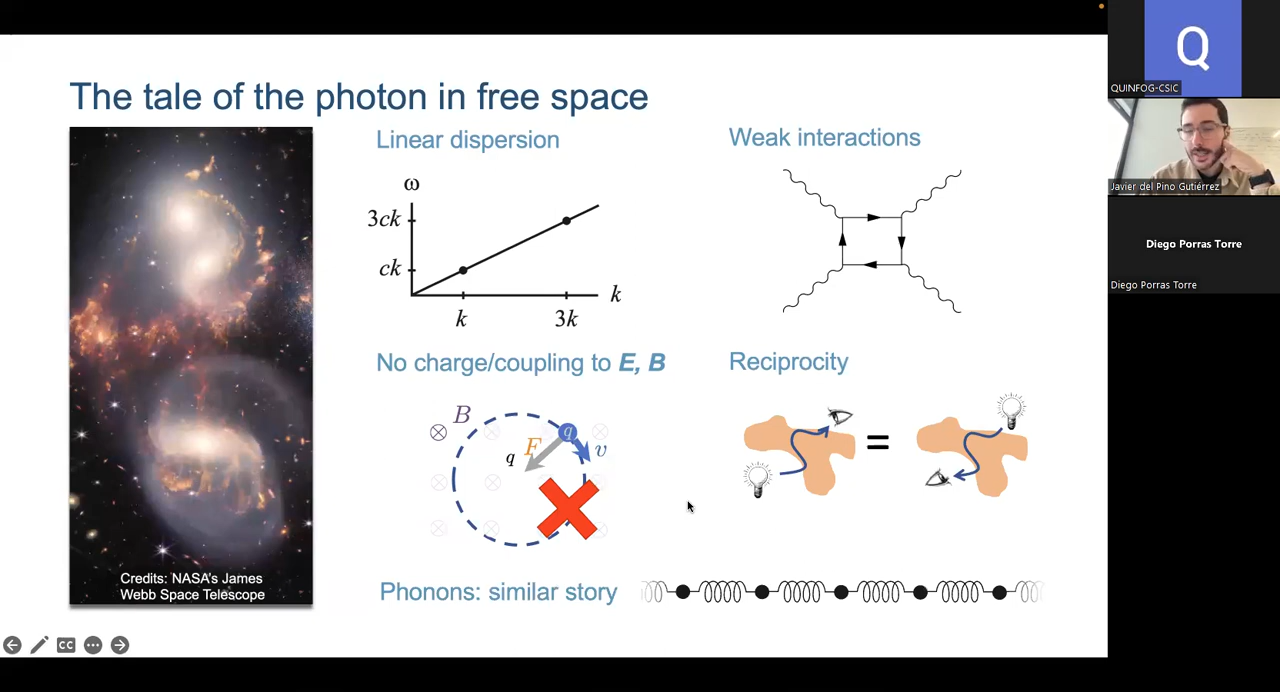 The tale of the photon in free space
Linear dispersion
ω
3ck
ck
k
3k
k
Weak interactions
No charge/coupling to E, B
B
q
F
q
v
Reciprocity
=
Credits: NASA's James
Webb Space Telescope
Phonons: similar story
CC
Q
QUINFOG-CSIC
Javier del Pino Gutiérrez
Diego Porras Torre
Diego Porras Torre